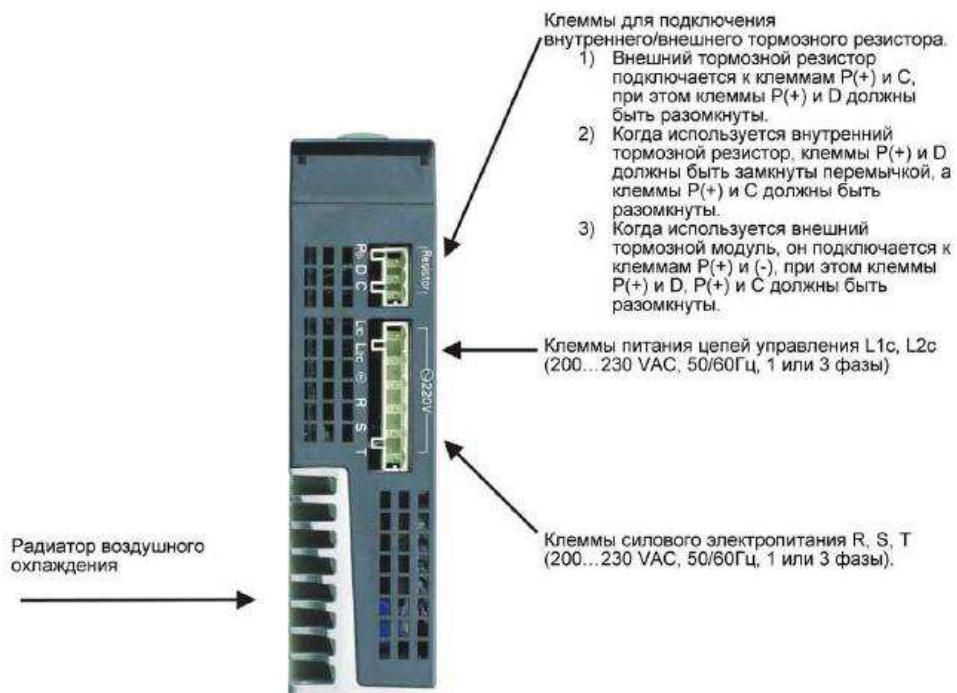 Клеммы для подключения
внутреннего/внешнего тормозного резистора.
1) Внешний тормозной резистор
подключается к клеммам P(+) и C,
при этом клеммы P(+) и D должны
быть разомкнуты.
2) Когда используется внутренний
тормозной резистор, клеммы P(+) и D
должны быть замкнуты перемычкой, а
клеммы P(+) и C должны быть
разомкнуты.
3) Когда используется внешний
тормозной модуль, он подключается к
клеммам P(+) и (-), при этом клеммы
P(+) и D, P(+) и C должны быть
разомкнуты.
P⊕ D C
Resistor
L1c L2c ⊖ R S T
220V
Клеммы питания цепей управления L1c, L2c
(200...230 VAC, 50/60Гц, 1 или 3 фазы)
Клеммы силового электропитания R, S, T
(200...230 VAC, 50/60Гц, 1 или 3 фазы).
Радиатор воздушного
охлаждения